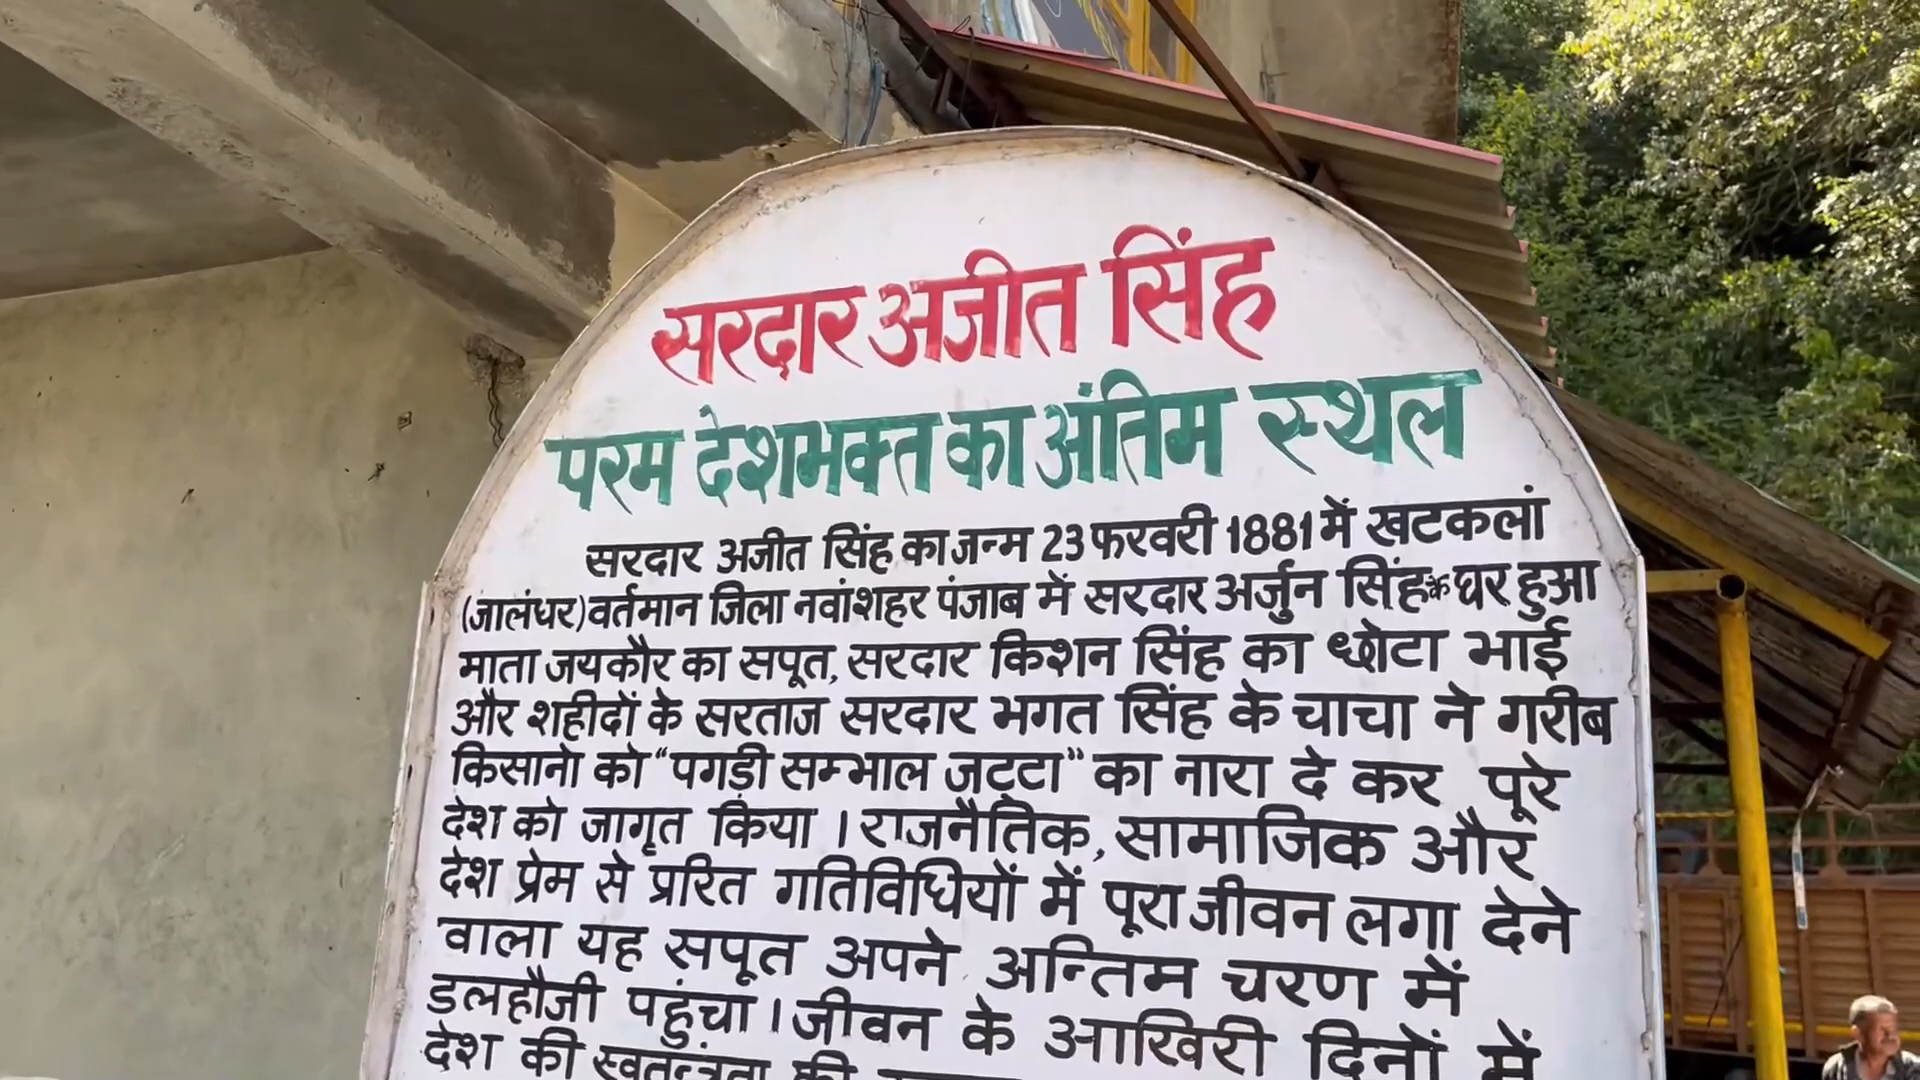 सरदार अजीत सिंह
परम देशभक्त का अंतिम स्थल
सरदार अजीत सिंह का जन्म 23 फरवरी 1881 में खटकलां
(जालंधर) वर्तमान जिला नवांशहर पंजाब में सरदार अर्जुन सिंह के घर हुआ
माता जयकौर का सपूत, सरदार किशन सिंह का छोटा भाई
और शहीदों के सरताज सरदार भगत सिंह के चाचा ने गरीब
किसानो को “पगड़ी सम्भाल जट्टा” का नारा दे कर पूरे
देश को जागृत किया । राजनैतिक, सामाजिक और
देश प्रेम से प्ररित गतिविधियों में पूरा जीवन लगा देने
वाला यह सपूत अपने अन्तिम चरण में
डलहौजी पहुंचा । जीवन के आखिरी दिनों में
देश की स्वतन्त्रता की